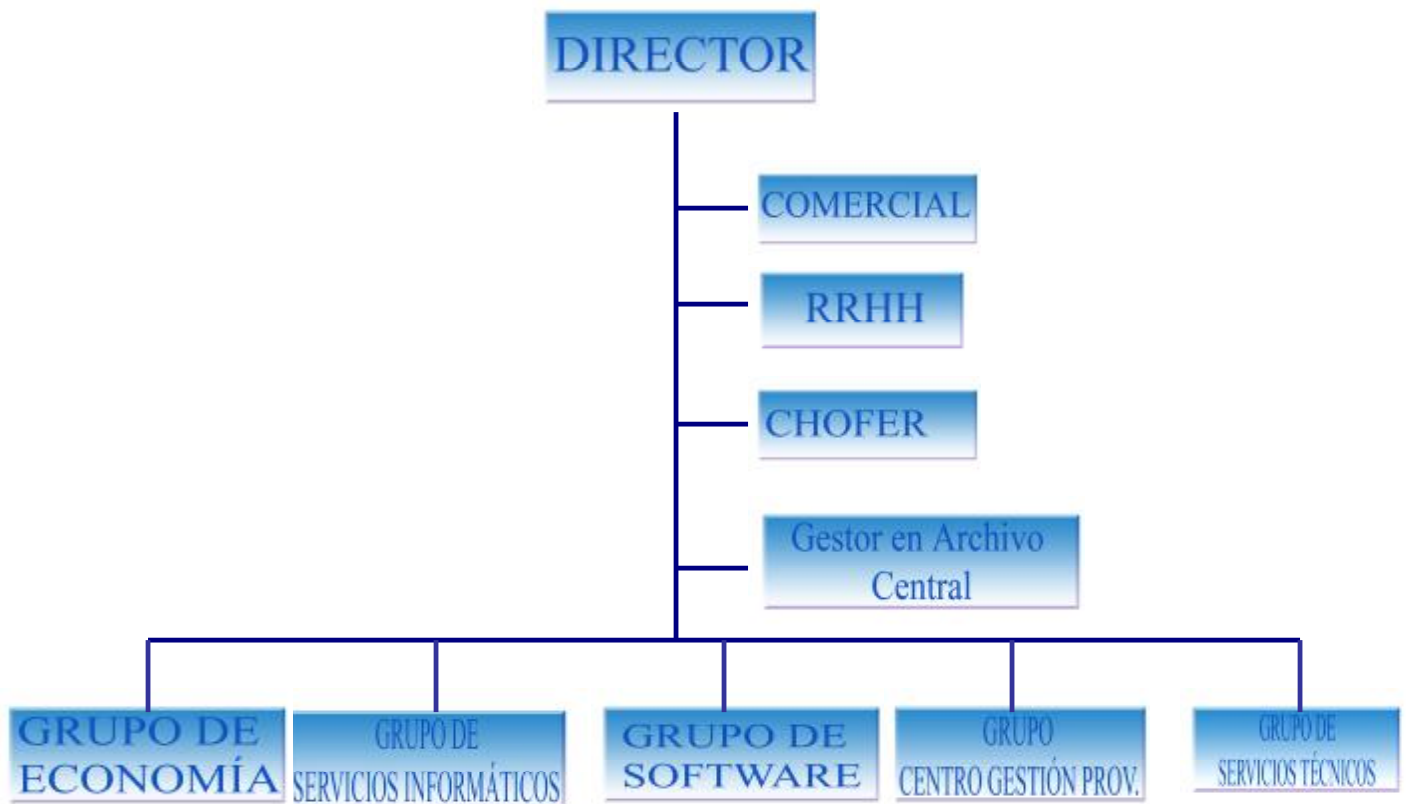 DIRECTOR
COMERCIAL
RRHH
CHOFER
Gestor en Archivo
Central
GRUPO DE
ECONOMÍA
GRUPO DE
SERVICIOS INFORMÁTICOS
GRUPO DE
SOFTWARE
GRUPO
CENTRO GESTIÓN PROV.
GRUPO DE
SERVICIOS TÉCNICOS